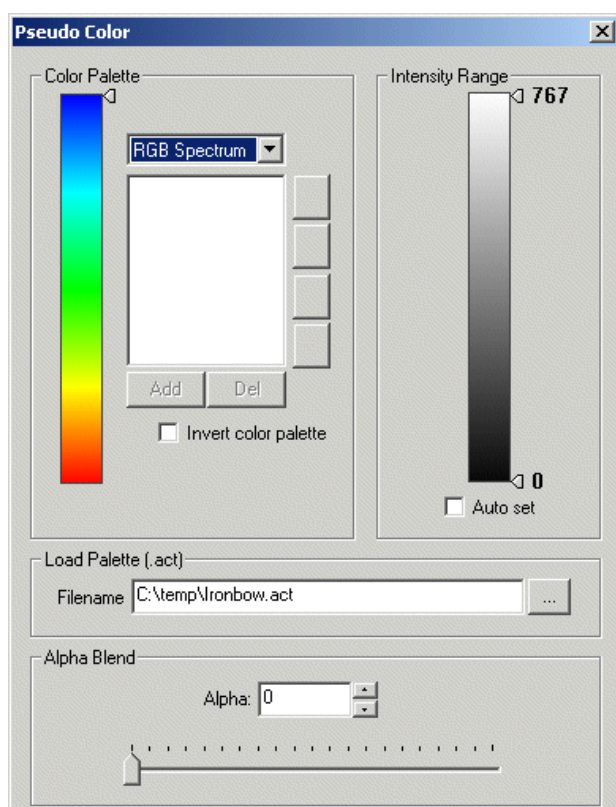 Pseudo Color
Color Palette
RGB Spectrum
Add Del
Invert color palette
Intensity Range
767
0
Auto set
Load Palette (.act)
Filename C:\temp\Ironbow.act ...
Alpha Blend
Alpha: 0